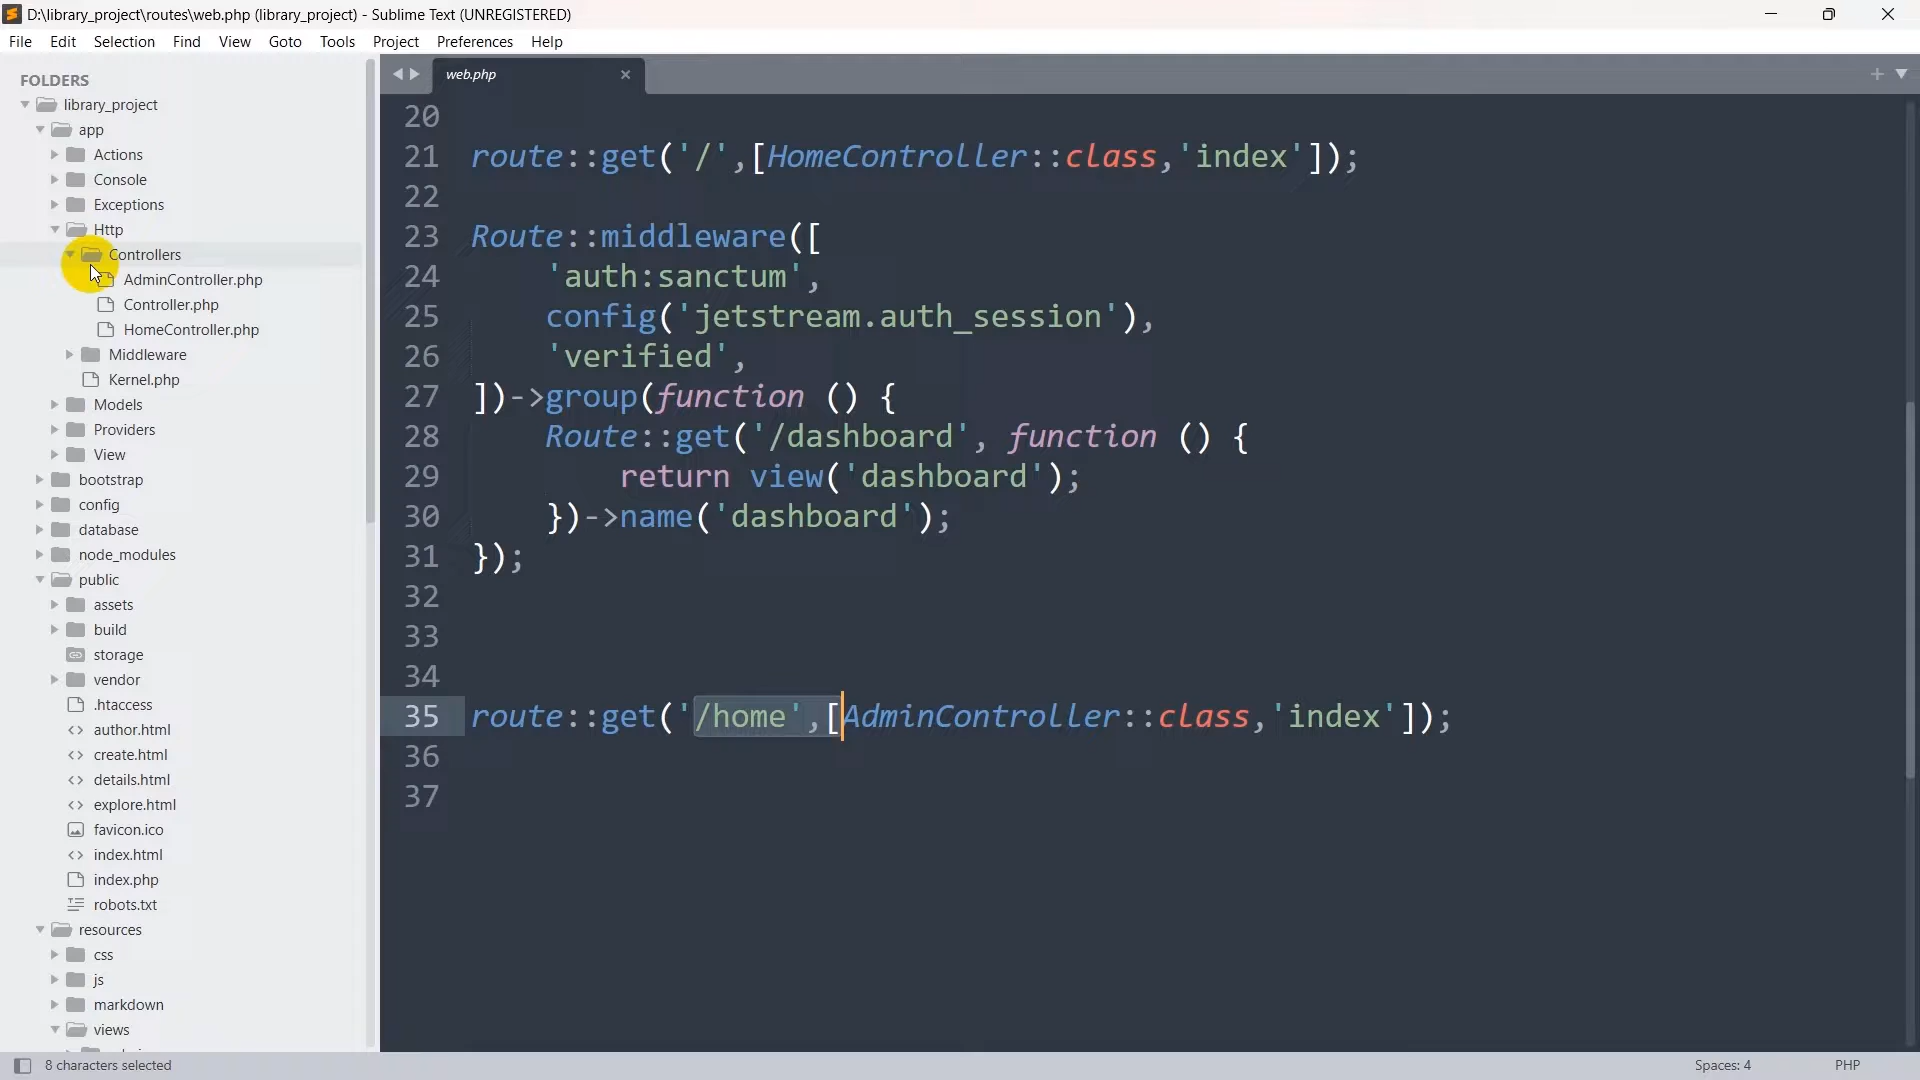 D:\library_project\routes\web.php (library_project) - Sublime Text (UNREGISTERED)
File Edit Selection Find View Goto Tools Project Preferences Help
FOLDERS
library_project
app
Actions
Console
Exceptions
Http
Controllers
AdminController.php
Controller.php
HomeController.php
Middleware
Kernel.php
Models
Providers
View
bootstrap
config
database
node_modules
public
assets
build
storage
vendor
.htaccess
author.html
create.html
details.html
explore.html
favicon.ico
index.html
index.php
robots.txt
resources
css
js
markdown
views
web.php
20
21 route::get('/',[HomeController::class,'index']);
22
23 Route::middleware([
24     'auth:sanctum',
25     config('jetstream.auth_session'),
26     'verified',
27 ])->group(function () {
28     Route::get('/dashboard', function () {
29         return view('dashboard');
30     })->name('dashboard');
31 });
32
33
34
35 route::get('/home',[AdminController::class,'index']);
36
37
8 characters selected
Spaces: 4
PHP